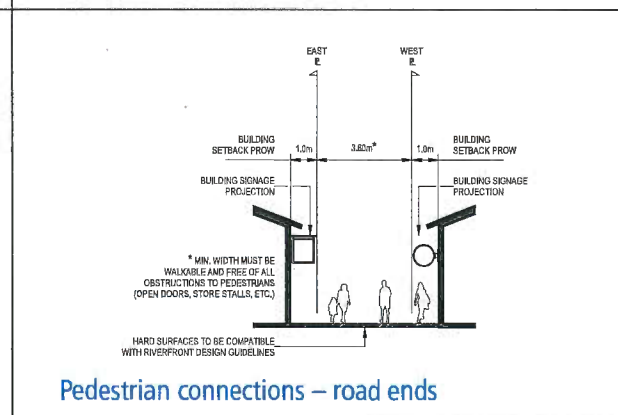 EAST
WEST
PL
PL
BUILDING
SETBACK PROW
1.0m
3.60m*
1.0m
BUILDING
SETBACK PROW
BUILDING SIGNAGE
PROJECTION
BUILDING SIGNAGE
PROJECTION
* MIN. WIDTH MUST BE
WALKABLE AND FREE OF ALL
OBSTRUCTIONS TO PEDESTRIANS
(OPEN DOORS, STORE STALLS, ETC.)
HARD SURFACES TO BE COMPATIBLE
WITH RIVERFRONT DESIGN GUIDELINES
Pedestrian connections – road ends